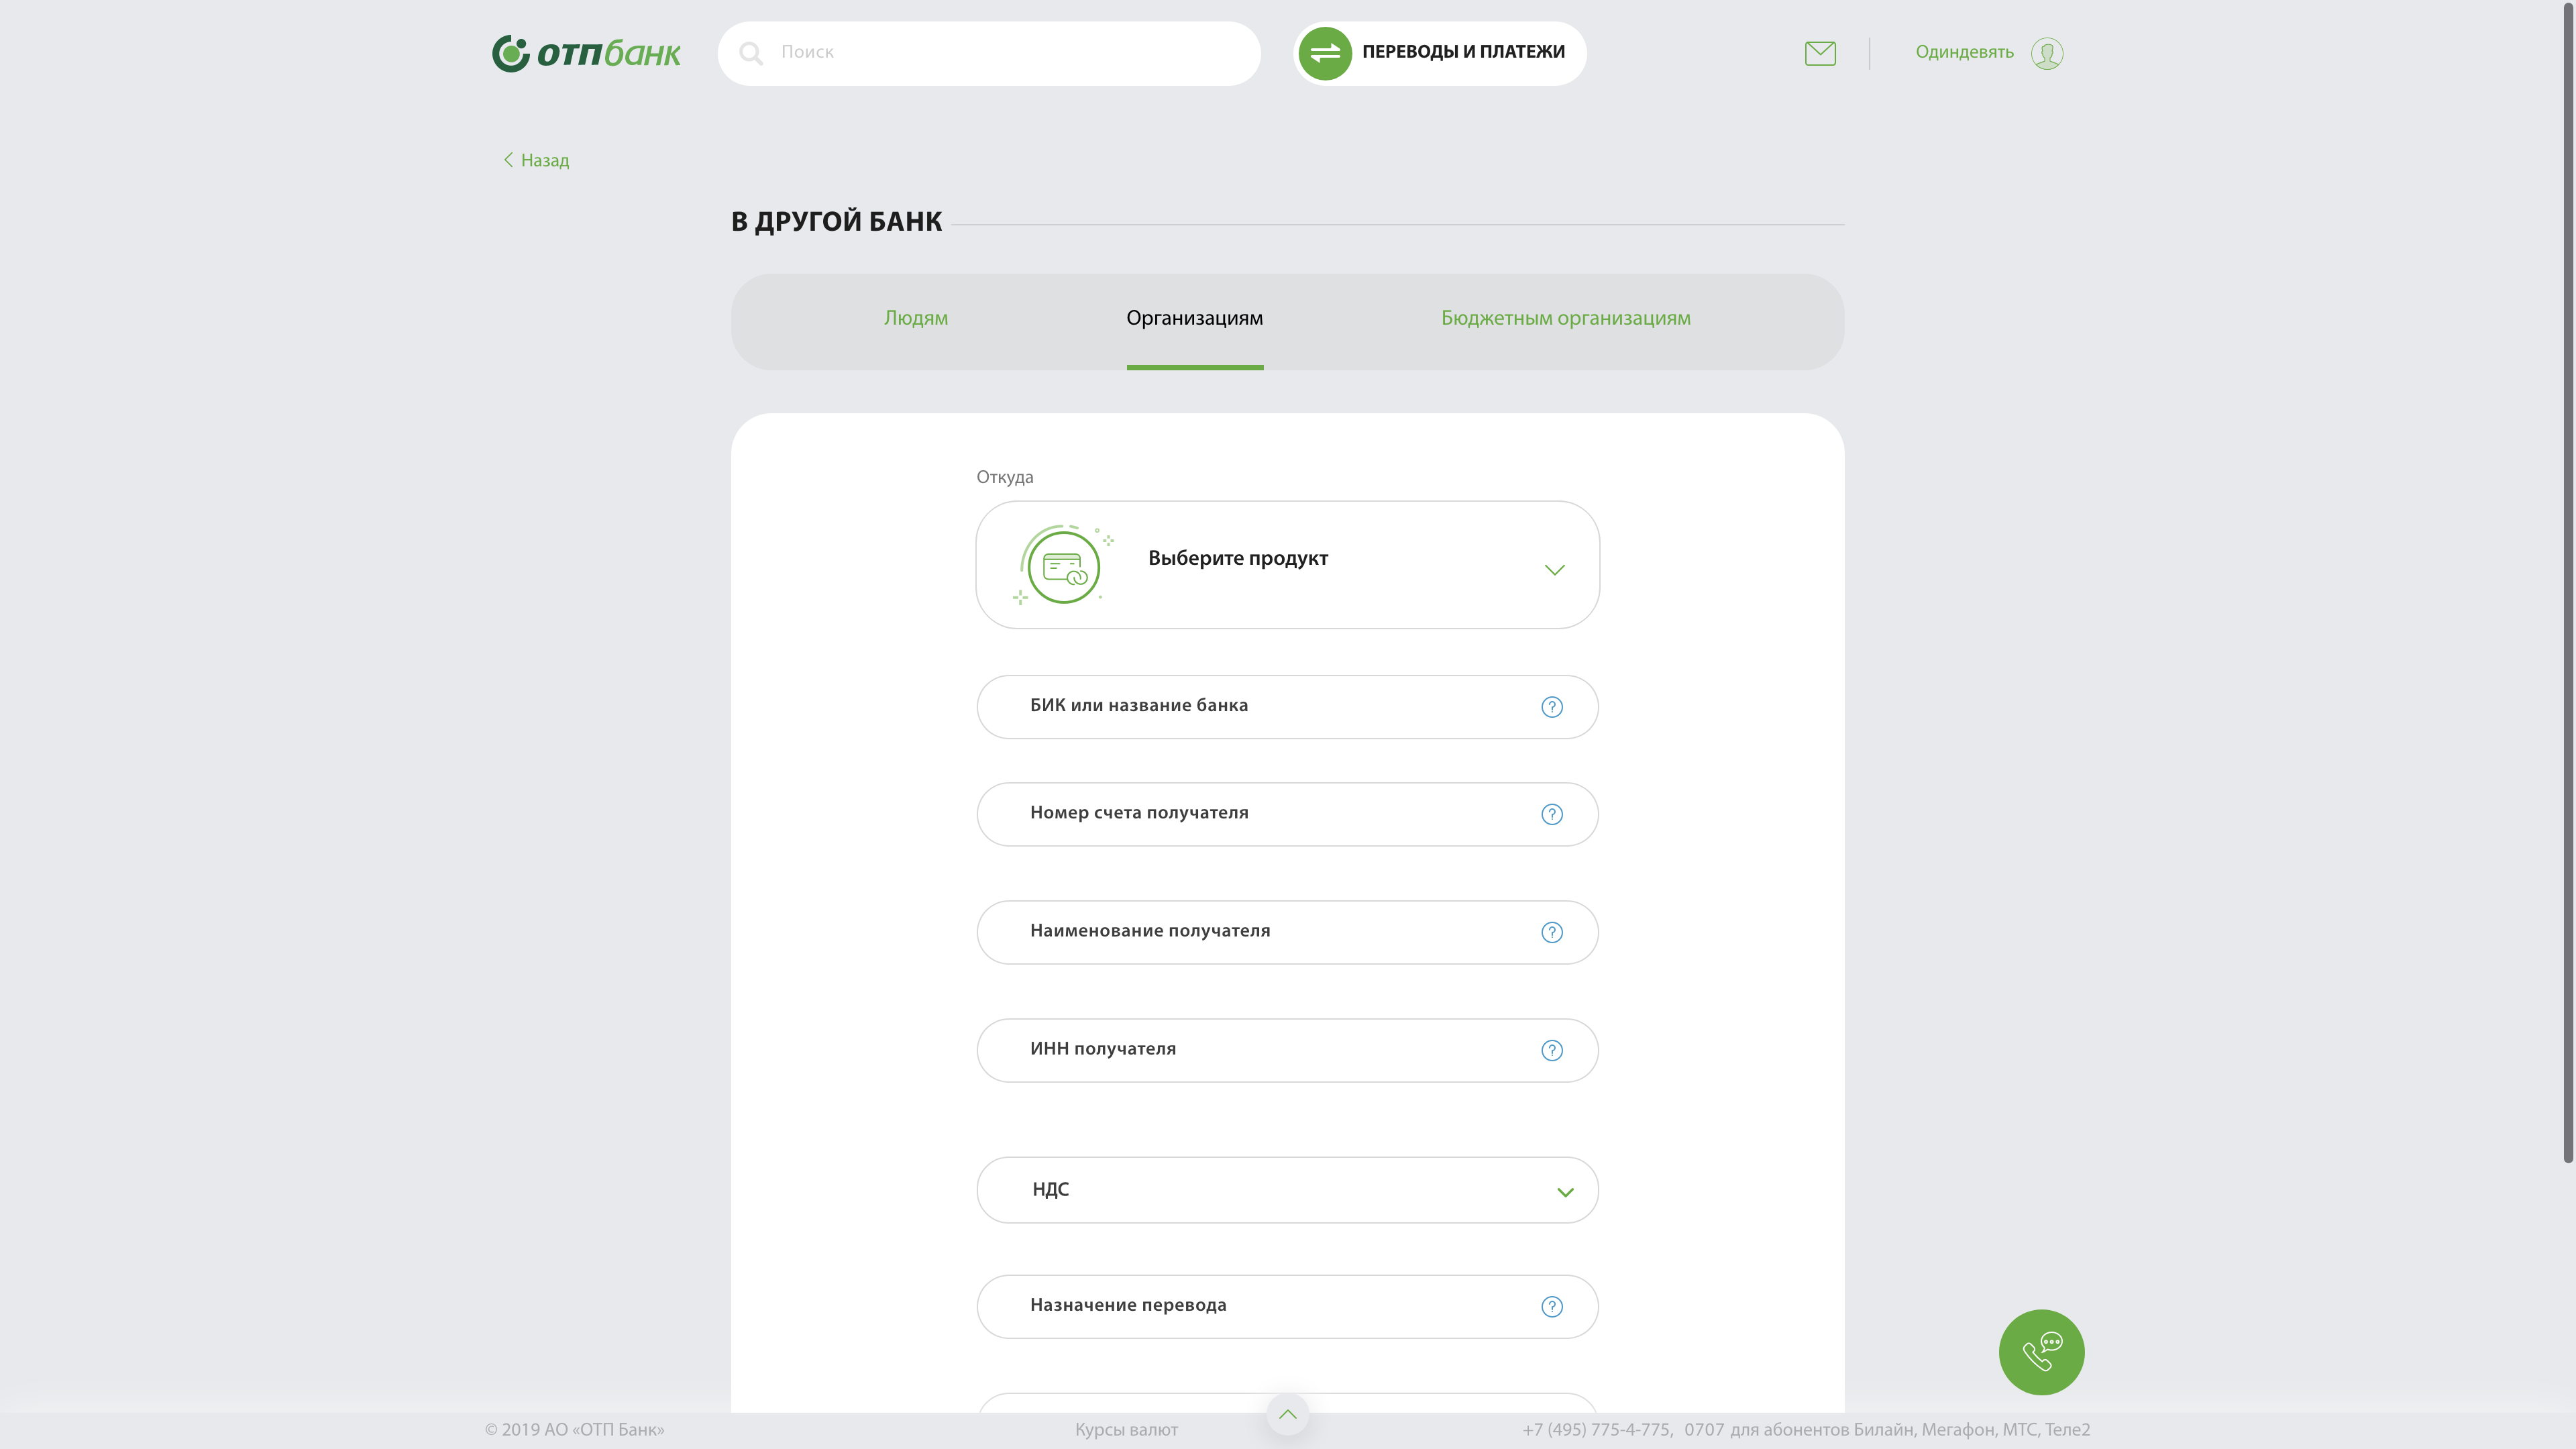 отпбанк
Поиск
ПЕРЕВОДЫ И ПЛАТЕЖИ
Одиндевять
Назад
В ДРУГОЙ БАНК
Людям
Организациям
Бюджетным организациям
Откуда
Выберите продукт
БИК или название банка
?
Номер счета получателя
?
Наименование получателя
?
ИНН получателя
?
НДС
Назначение перевода
?
© 2019 АО «ОТП Банк»
Курсы валют
+7 (495) 775-4-775, 0707 для абонентов Билайн, Мегафон, МТС, Теле2